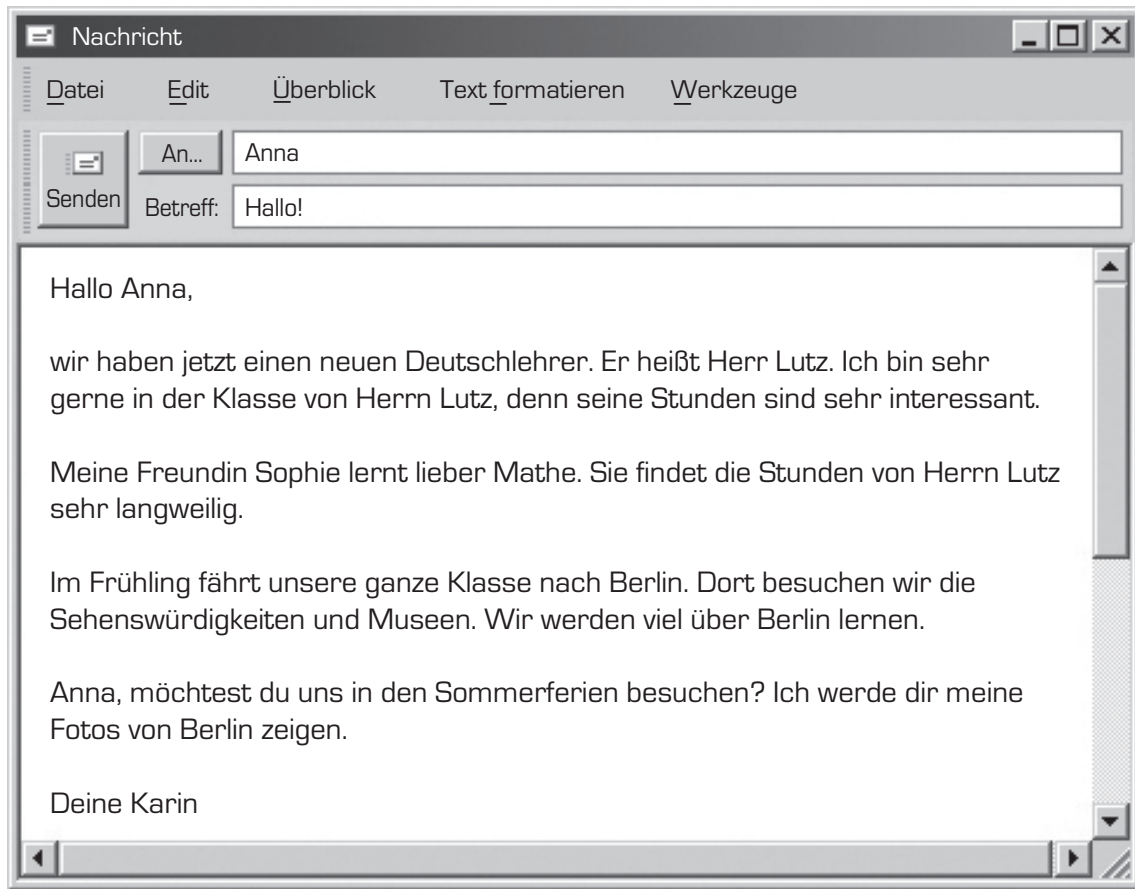 Nachricht
Datei Edit Überblick Text formatieren Werkzeuge
An... Anna
Senden Betreff: Hallo!
Hallo Anna,
wir haben jetzt einen neuen Deutschlehrer. Er heißt Herr Lutz. Ich bin sehr
gerne in der Klasse von Herrn Lutz, denn seine Stunden sind sehr interessant.
Meine Freundin Sophie lernt lieber Mathe. Sie findet die Stunden von Herrn Lutz
sehr langweilig.
Im Frühling fährt unsere ganze Klasse nach Berlin. Dort besuchen wir die
Sehenswürdigkeiten und Museen. Wir werden viel über Berlin lernen.
Anna, möchtest du uns in den Sommerferien besuchen? Ich werde dir meine
Fotos von Berlin zeigen.
Deine Karin